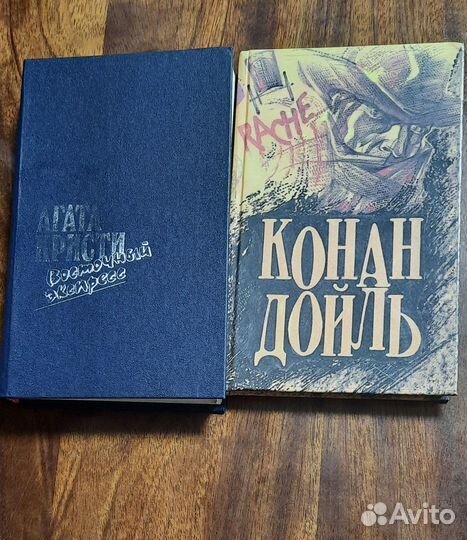 АГАТА
КРИСТИ
Восточный
экспресс
RACHE
КОНАН
ДОЙЛЬ
Avito